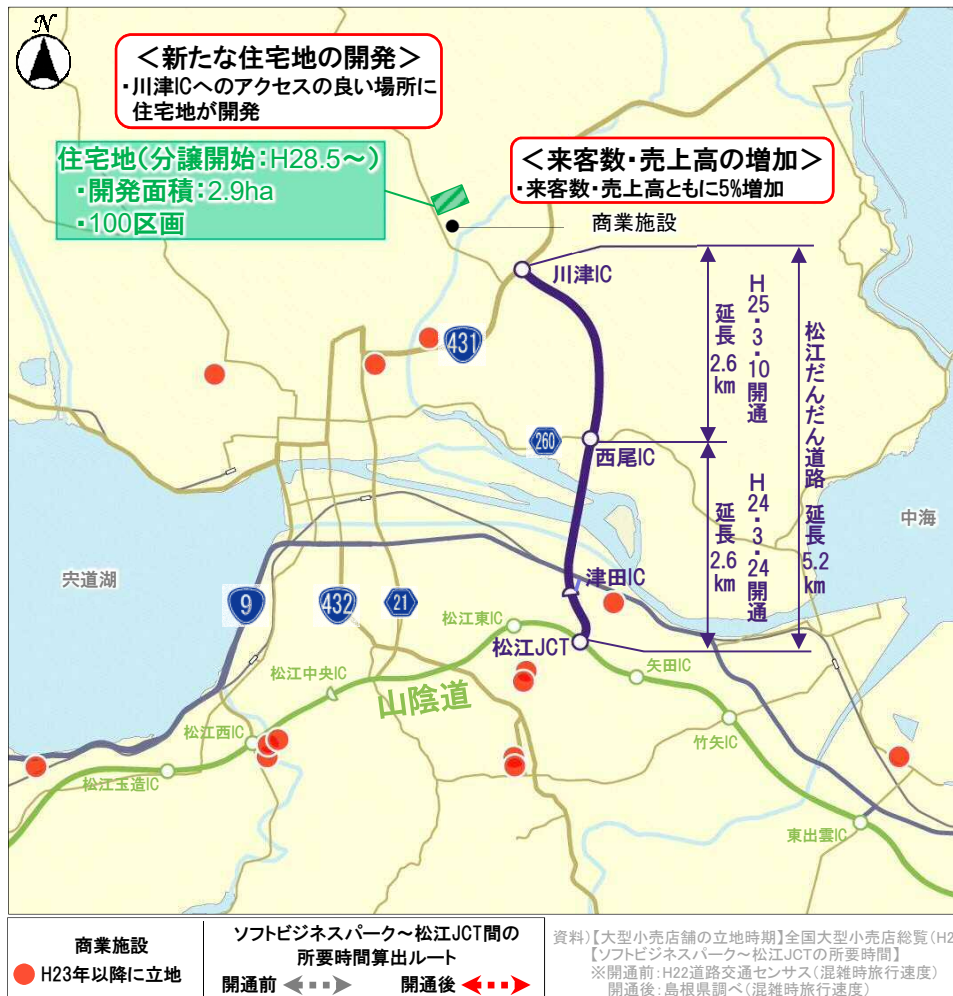 N
<新たな住宅地の開発>
・川津ICへのアクセスの良い場所に
住宅地が開発
住宅地(分譲開始:H28.5~)
・開発面積:2.9ha
・100区画
<来客数・売上高の増加>
・来客数・売上高ともに5%増加
商業施設
川津IC
431
260
西尾IC
延長 2.6 km
H25・3・10開通
延長 2.6 km
H24・3・24開通
松江だんだん道路 延長 5.2 km
中海
宍道湖
津田IC
9
432
21
松江東IC
松江JCT
松江中央IC
矢田IC
山陰道
松江西IC
竹矢IC
松江玉造IC
東出雲IC
商業施設
H23年以降に立地
ソフトビジネスパーク~松江JCT間の
所要時間算出ルート
開通前 開通後
資料)【大型小売店舗の立地時期】全国大型小売店総覧(H2
【ソフトビジネスパーク~松江JCTの所要時間】
※開通前:H22道路交通センサス(混雑時旅行速度)
開通後:島根県調べ(混雑時旅行速度)